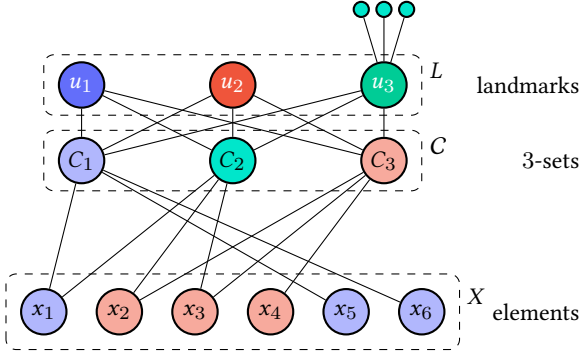 u₁ u₂ u₃ L landmarks
C₁ C₂ C₃ 𝒞 3-sets
x₁ x₂ x₃ x₄ x₅ x₆ X elements